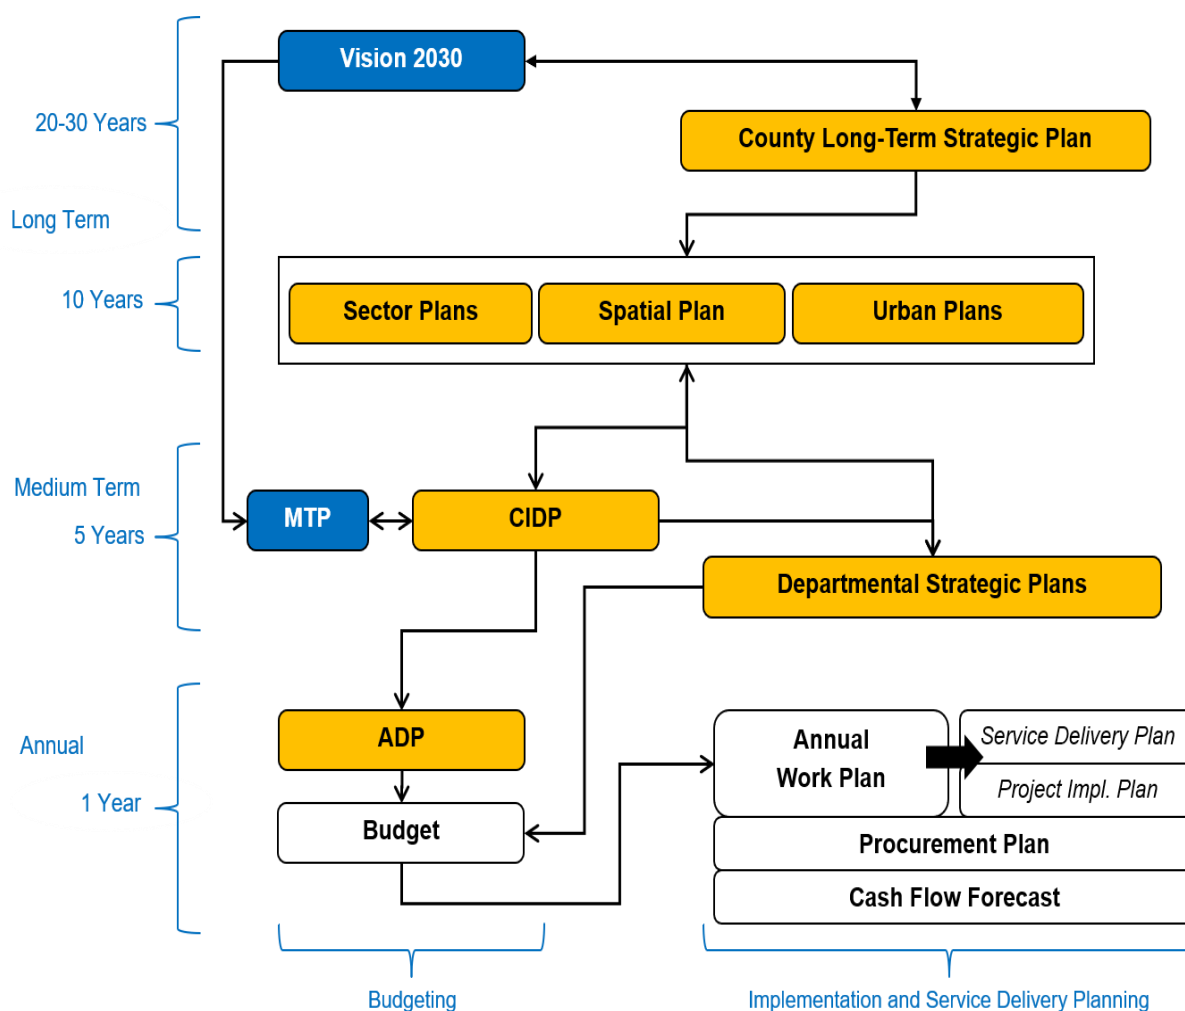 Vision 2030
20-30 Years
County Long-Term Strategic Plan
Long Term
10 Years
Sector Plans
Spatial Plan
Urban Plans
Medium Term
5 Years
MTP
CIDP
Departmental Strategic Plans
Annual
1 Year
ADP
Budget
Annual
Work Plan
Service Delivery Plan
Project Impl. Plan
Procurement Plan
Cash Flow Forecast
Budgeting
Implementation and Service Delivery Planning